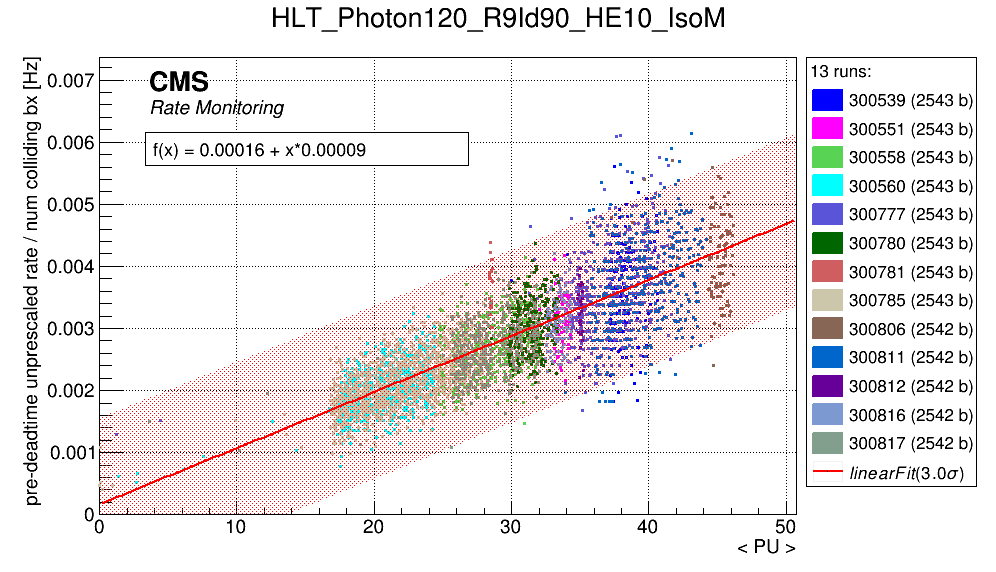 HLT_Photon120_R9Id90_HE10_IsoM
pre-deadtime unprescaled rate / num colliding bx [Hz]
0.007
0.006
0.005
0.004
0.003
0.002
0.001
0
CMS
Rate Monitoring
f(x) = 0.00016 + x*0.00009
0 10 20 30 40 50
< PU >
13 runs:
300539 (2543 b)
300551 (2543 b)
300558 (2543 b)
300560 (2543 b)
300777 (2543 b)
300780 (2543 b)
300781 (2543 b)
300785 (2543 b)
300806 (2542 b)
300811 (2542 b)
300812 (2542 b)
300816 (2542 b)
300817 (2542 b)
linearFit(3.0σ)